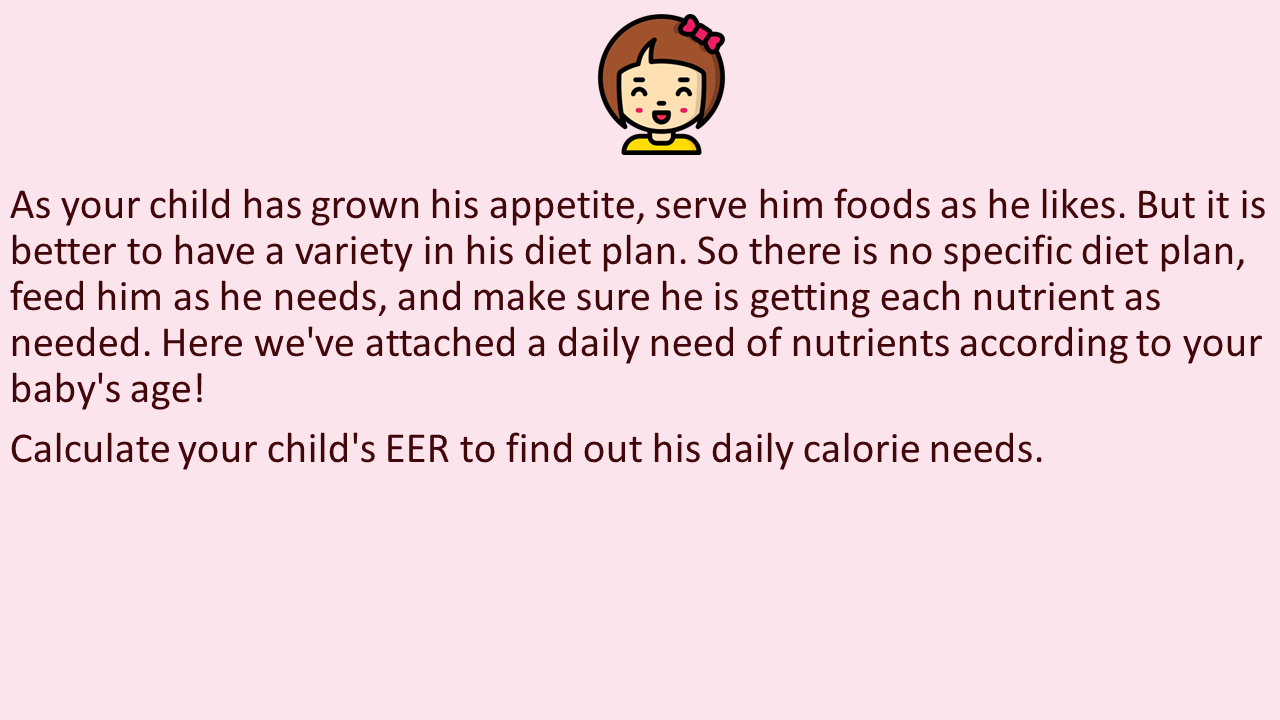 As your child has grown his appetite, serve him foods as he likes. But it is
better to have a variety in his diet plan. So there is no specific diet plan,
feed him as he needs, and make sure he is getting each nutrient as
needed. Here we've attached a daily need of nutrients according to your
baby's age!
Calculate your child's EER to find out his daily calorie needs.